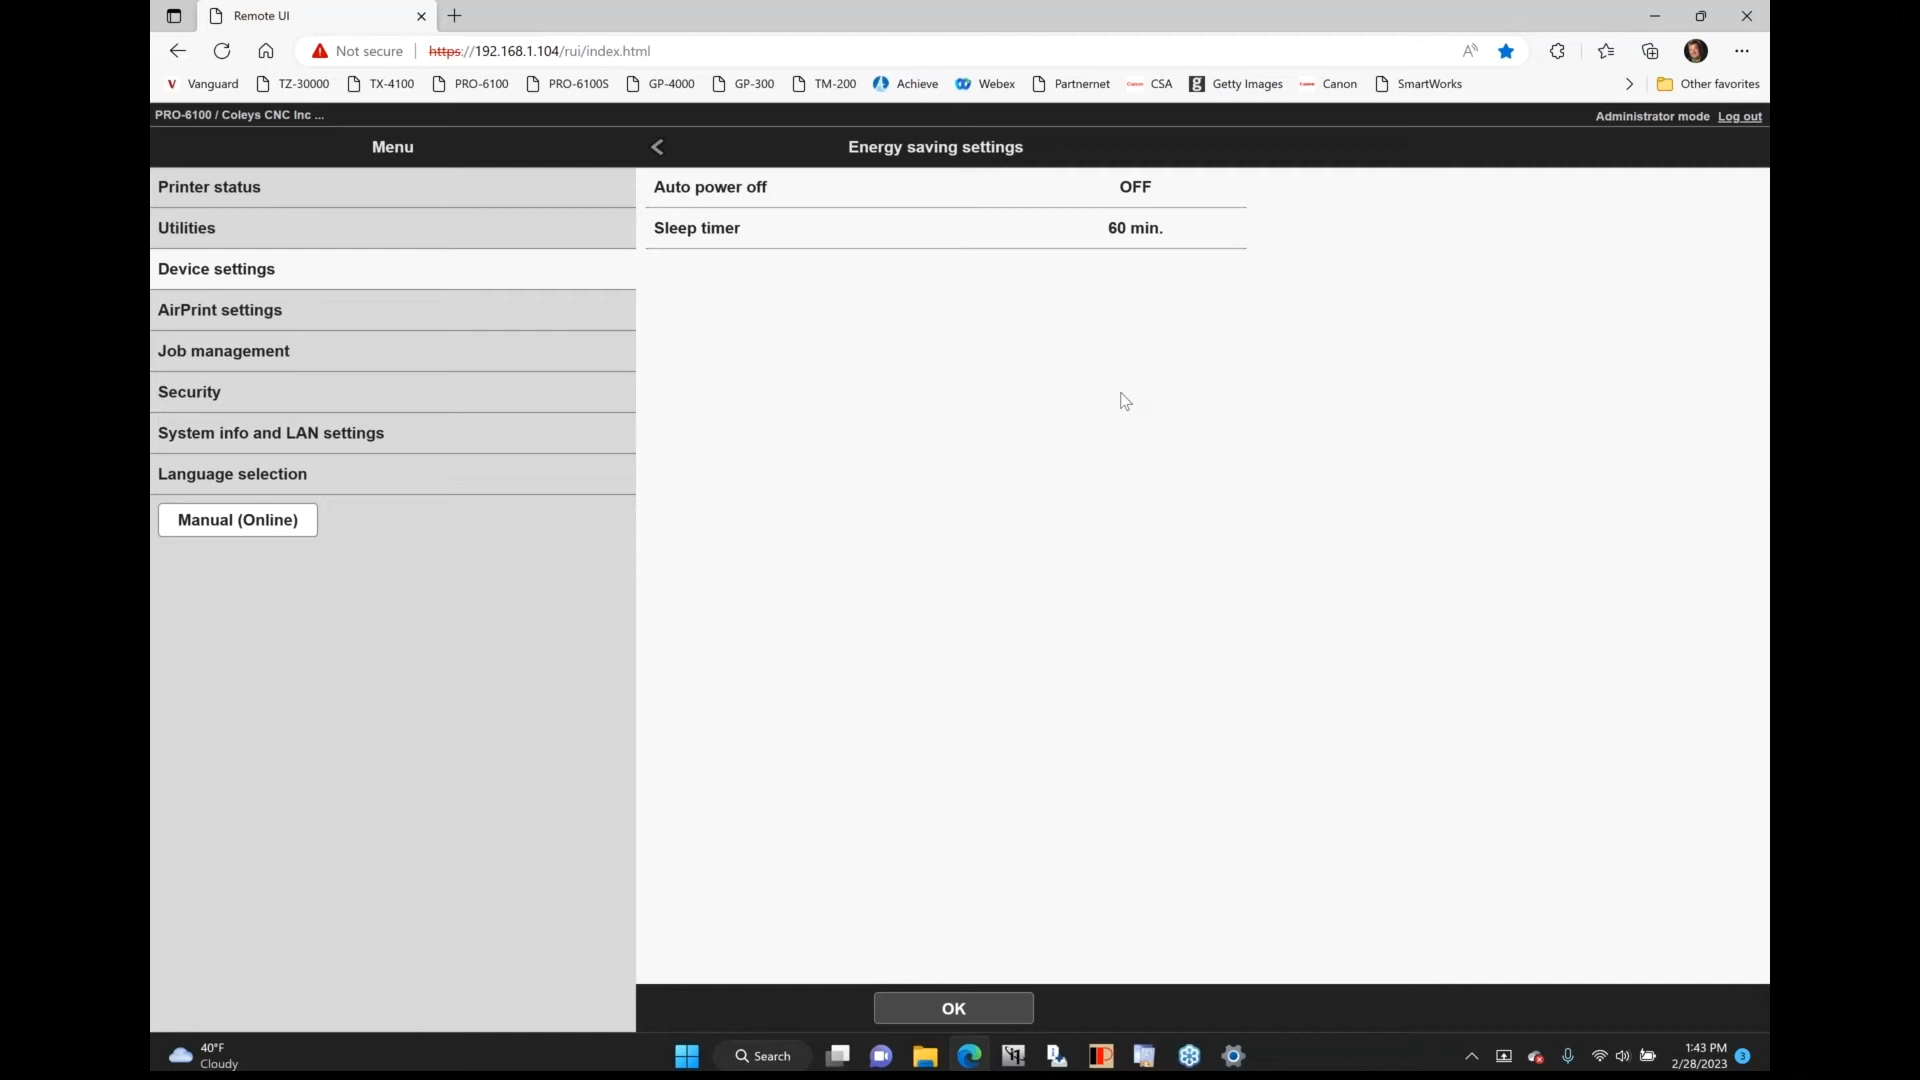 Remote UI
Not secure
https://192.168.1.104/rui/index.html
V Vanguard TZ-30000 TX-4100 PRO-6100 PRO-6100S GP-4000 GP-300 TM-200 Achieve Webex Partnernet CSA Getty Images Canon SmartWorks Other favorites
PRO-6100 / Coleys CNC Inc ...
Administrator mode Log out
Menu
Energy saving settings
Printer status
Utilities
Device settings
AirPrint settings
Job management
Security
System info and LAN settings
Language selection
Manual (Online)
Auto power off OFF
Sleep timer 60 min.
OK
40°F
Cloudy
Search
1:43 PM
2/28/2023
3